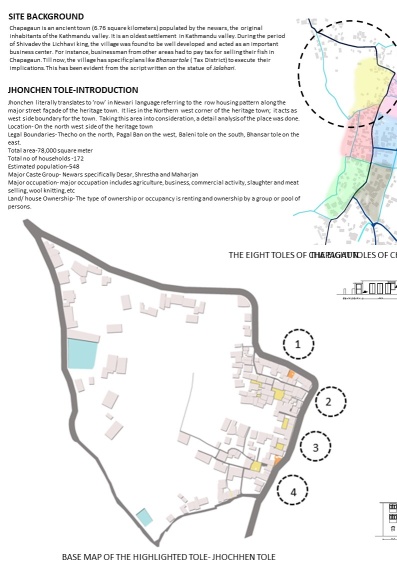 SITE BACKGROUND
Chapagaun is an ancient town (6.76 square kilometers) populated by the newars, the original
inhabitants of the Kathmandu valley. It is an oldest settlement in Kathmandu valley. During the period
of Shivadev the Lichhavi king, the village was found to be well developed and acted as an important
business center. For instance, businessman from other areas had to pay tax for selling their fish in
Chapagaun. Till now, the village has specific plans like Bhansar tole ( Tax District) to execute their
implications. This has been evident from the script written on the statue of Jalahari.
JHONCHEN TOLE-INTRODUCTION
Jhonchen literally translates to 'row' in Newari language referring to the row housing pattern along the
major street façade of the heritage town. It lies in the Northwest corner of the heritage town; it acts as
west side boundary for the town. Taking this area into consideration, a detail analysis of the place was done.
Location- On the north west side of the heritage town
Legal Boundaries- Thecho on the north, Pagal Ban on the west, Baleni tole on the south, Bhansar tole on the
east.
Total area-78,000 square meter
Total no of households -172
Estimated population-548
Major Caste Group- Newars specifically Desar, Shrestha and Maharjan
Major occupation- major occupation includes agriculture, business, commercial activity, slaughter and meat
selling, wool knitting, etc
Land/ house Ownership- The type of ownership or occupancy is renting and ownership by a group or pool of
persons.
THE EIGHT TOLES OF CHAPAGAUN
TOLES OF
1
2
3
4
BASE MAP OF THE HIGHLIGHTED TOLE- JHOCHHEN TOLE